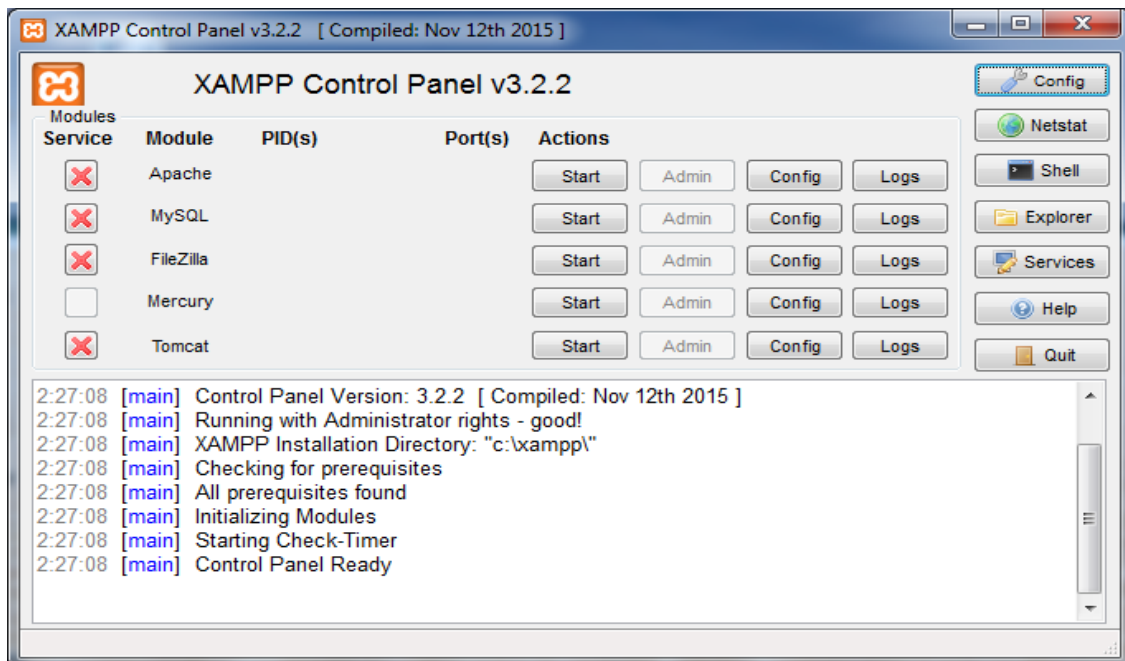 XAMPP Control Panel v3.2.2 [ Compiled: Nov 12th 2015 ]
XAMPP Control Panel v3.2.2
Config
Modules
Service Module PID(s) Port(s) Actions
Netstat
Apache Start Admin Config Logs
Shell
MySQL Start Admin Config Logs
Explorer
FileZilla Start Admin Config Logs
Services
Mercury Start Admin Config Logs
Help
Tomcat Start Admin Config Logs
Quit
2:27:08 [main] Control Panel Version: 3.2.2 [ Compiled: Nov 12th 2015 ]
2:27:08 [main] Running with Administrator rights - good!
2:27:08 [main] XAMPP Installation Directory: "c:\xampp\"
2:27:08 [main] Checking for prerequisites
2:27:08 [main] All prerequisites found
2:27:08 [main] Initializing Modules
2:27:08 [main] Starting Check-Timer
2:27:08 [main] Control Panel Ready